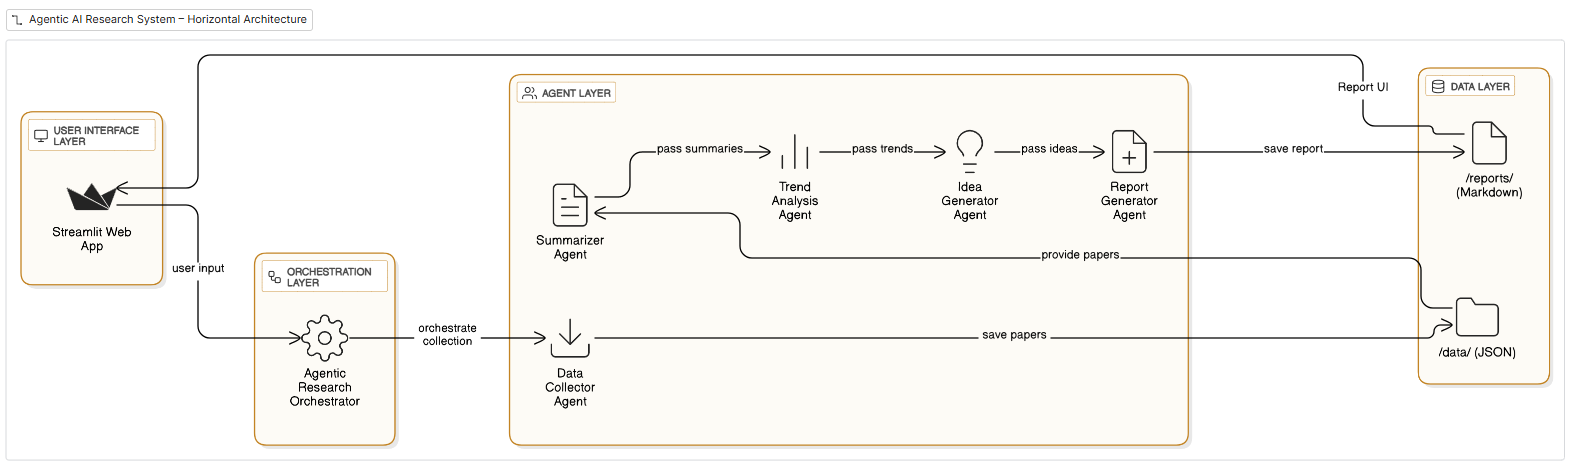 Agentic AI Research System – Horizontal Architecture
Report UI
DATA LAYER
AGENT LAYER
USER INTERFACE
LAYER
pass summaries
pass trends
pass ideas
save report
/reports/
(Markdown)
Trend
Analysis
Agent
Idea
Generator
Agent
Report
Generator
Agent
Streamlit Web
App
Summarizer
Agent
provide papers
user input
ORCHESTRATION
LAYER
orchestrate
collection
save papers
/data/ (JSON)
Agentic
Research
Orchestrator
Data
Collector
Agent